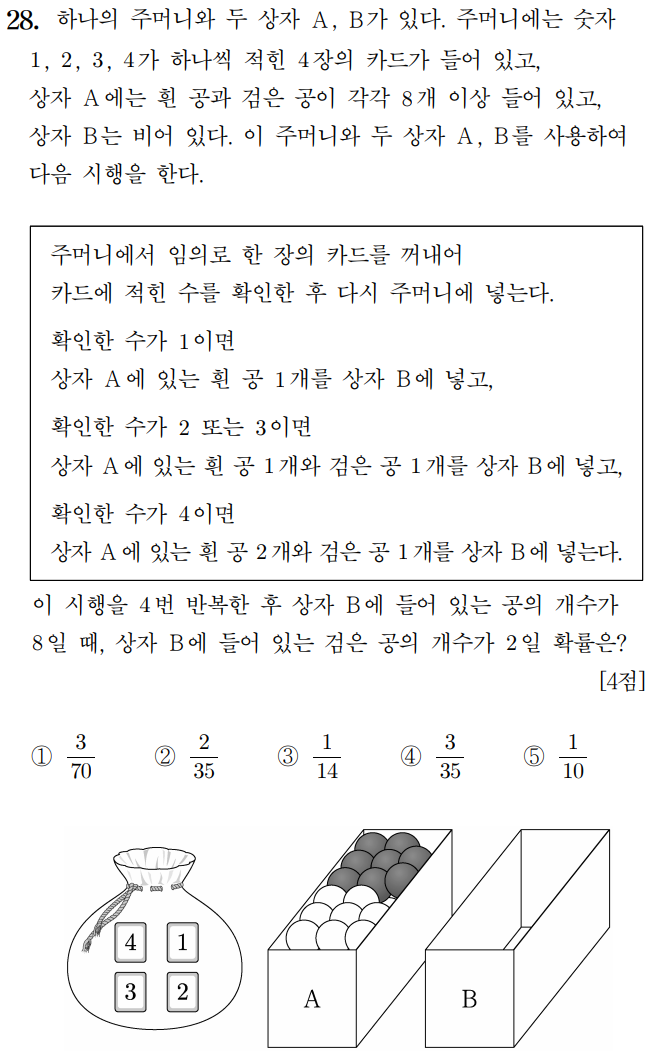 28. 하나의 주머니와 두 상자 A, B가 있다. 주머니에는 숫자
1, 2, 3, 4가 하나씩 적힌 4장의 카드가 들어 있고,
상자 A에는 흰 공과 검은 공이 각각 8개 이상 들어 있고,
상자 B는 비어 있다. 이 주머니와 두 상자 A, B를 사용하여
다음 시행을 한다.
주머니에서 임의로 한 장의 카드를 꺼내어
카드에 적힌 수를 확인한 후 다시 주머니에 넣는다.
확인한 수가 1이면
상자 A에 있는 흰 공 1개를 상자 B에 넣고,
확인한 수가 2 또는 3이면
상자 A에 있는 흰 공 1개와 검은 공 1개를 상자 B에 넣고,
확인한 수가 4이면
상자 A에 있는 흰 공 2개와 검은 공 1개를 상자 B에 넣는다.
이 시행을 4번 반복한 후 상자 B에 들어 있는 공의 개수가
8일 때, 상자 B에 들어 있는 검은 공의 개수가 2일 확률은?
[4점]
① 3/70 ② 2/35 ③ 1/14 ④ 3/35 ⑤ 1/10
4 1
3 2
A B